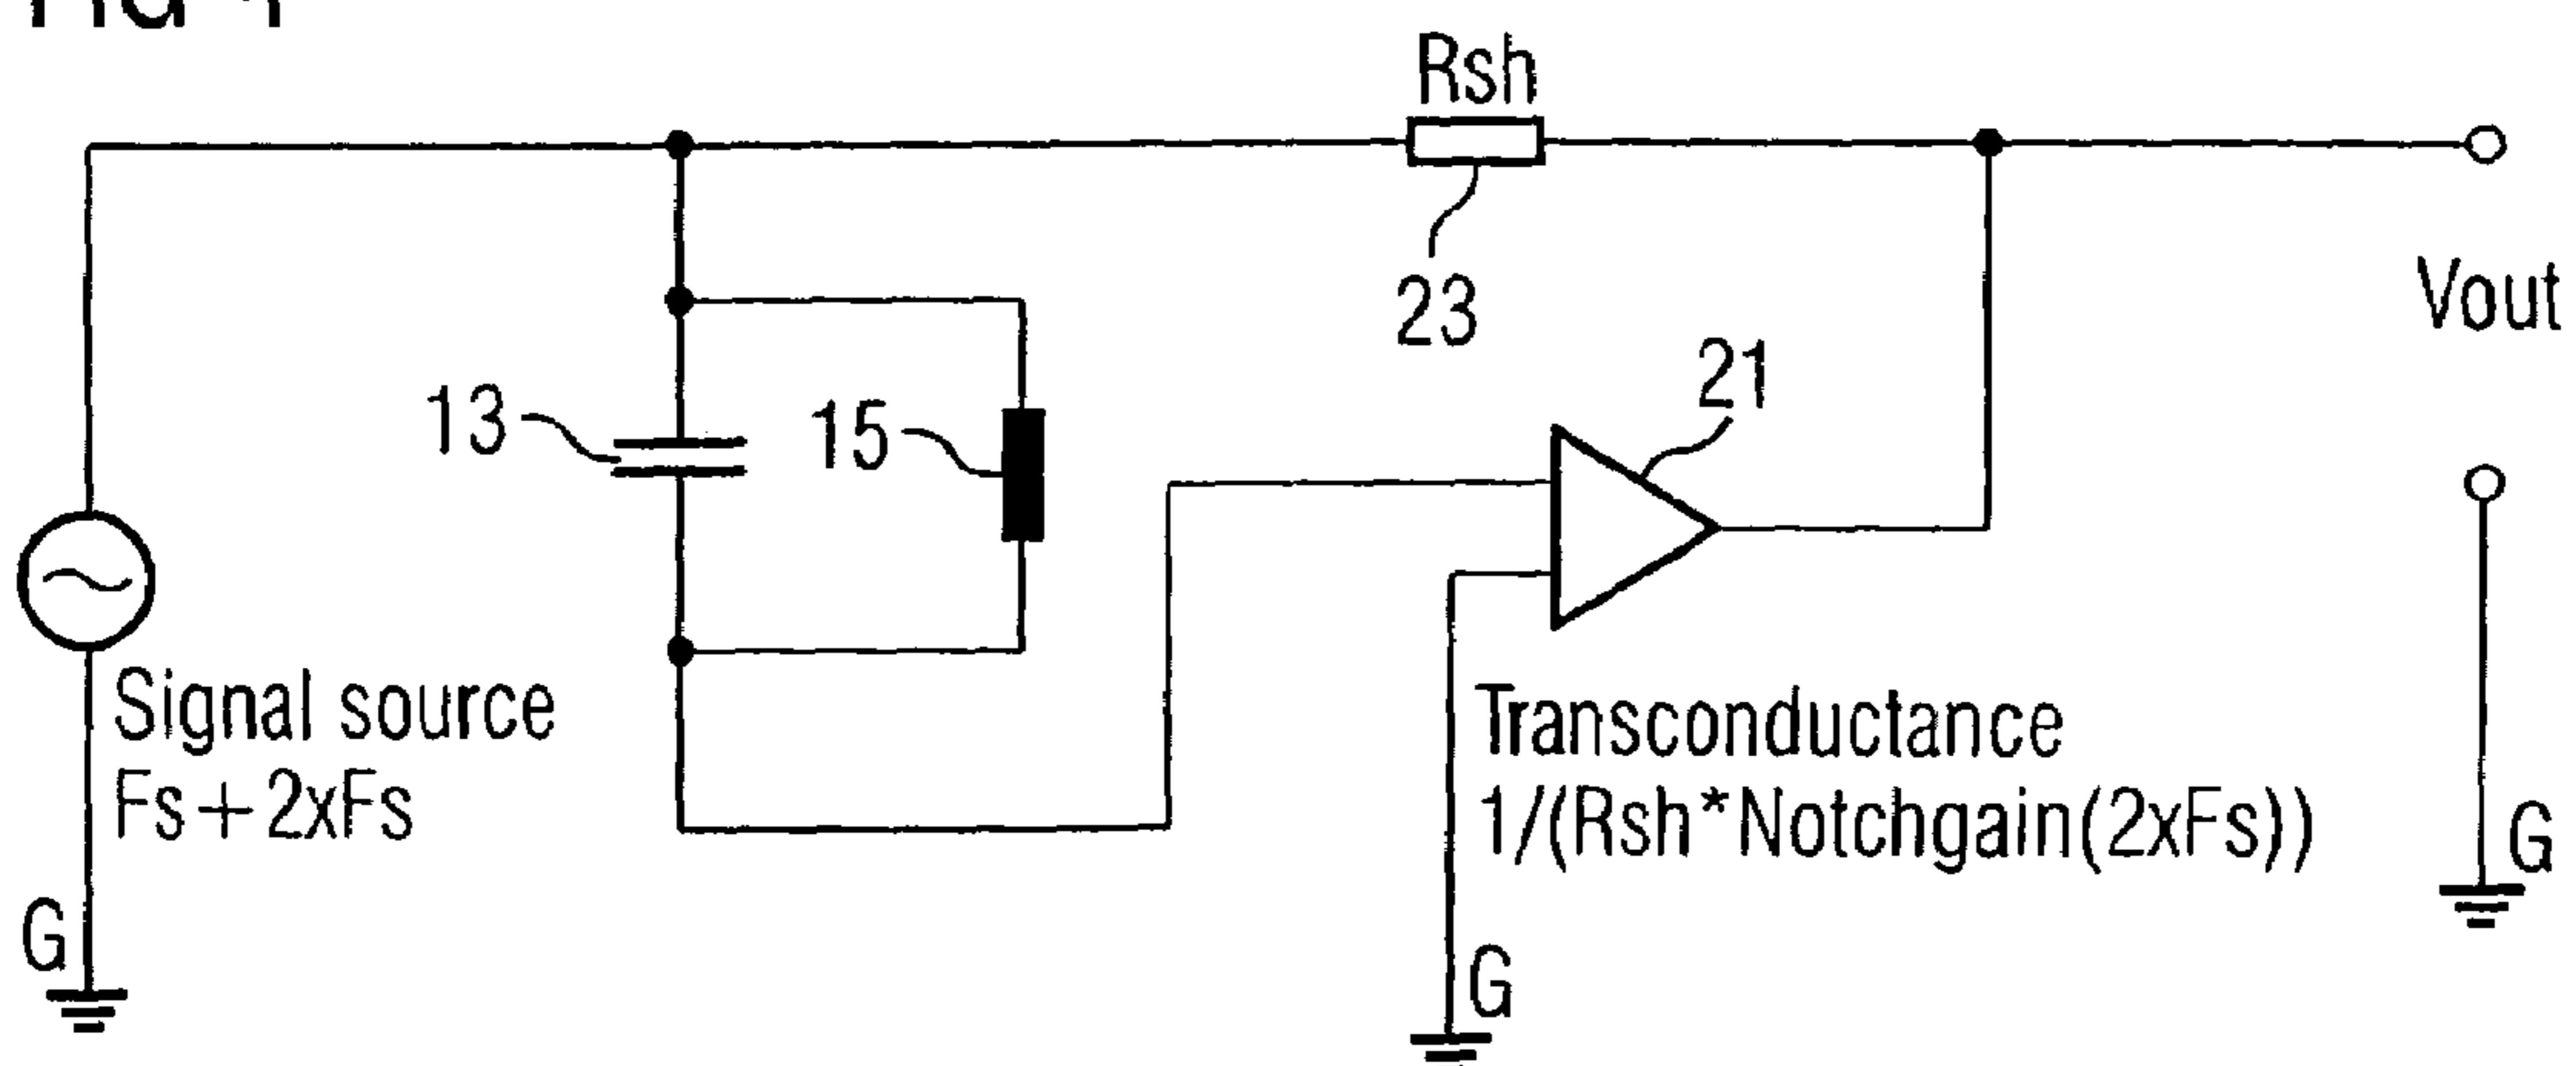 Rsh
23
Vout
21
13
15
Signal source
Fs+2xFs
Transconductance
1/(Rsh*Notchgain(2xFs))
G
G
G